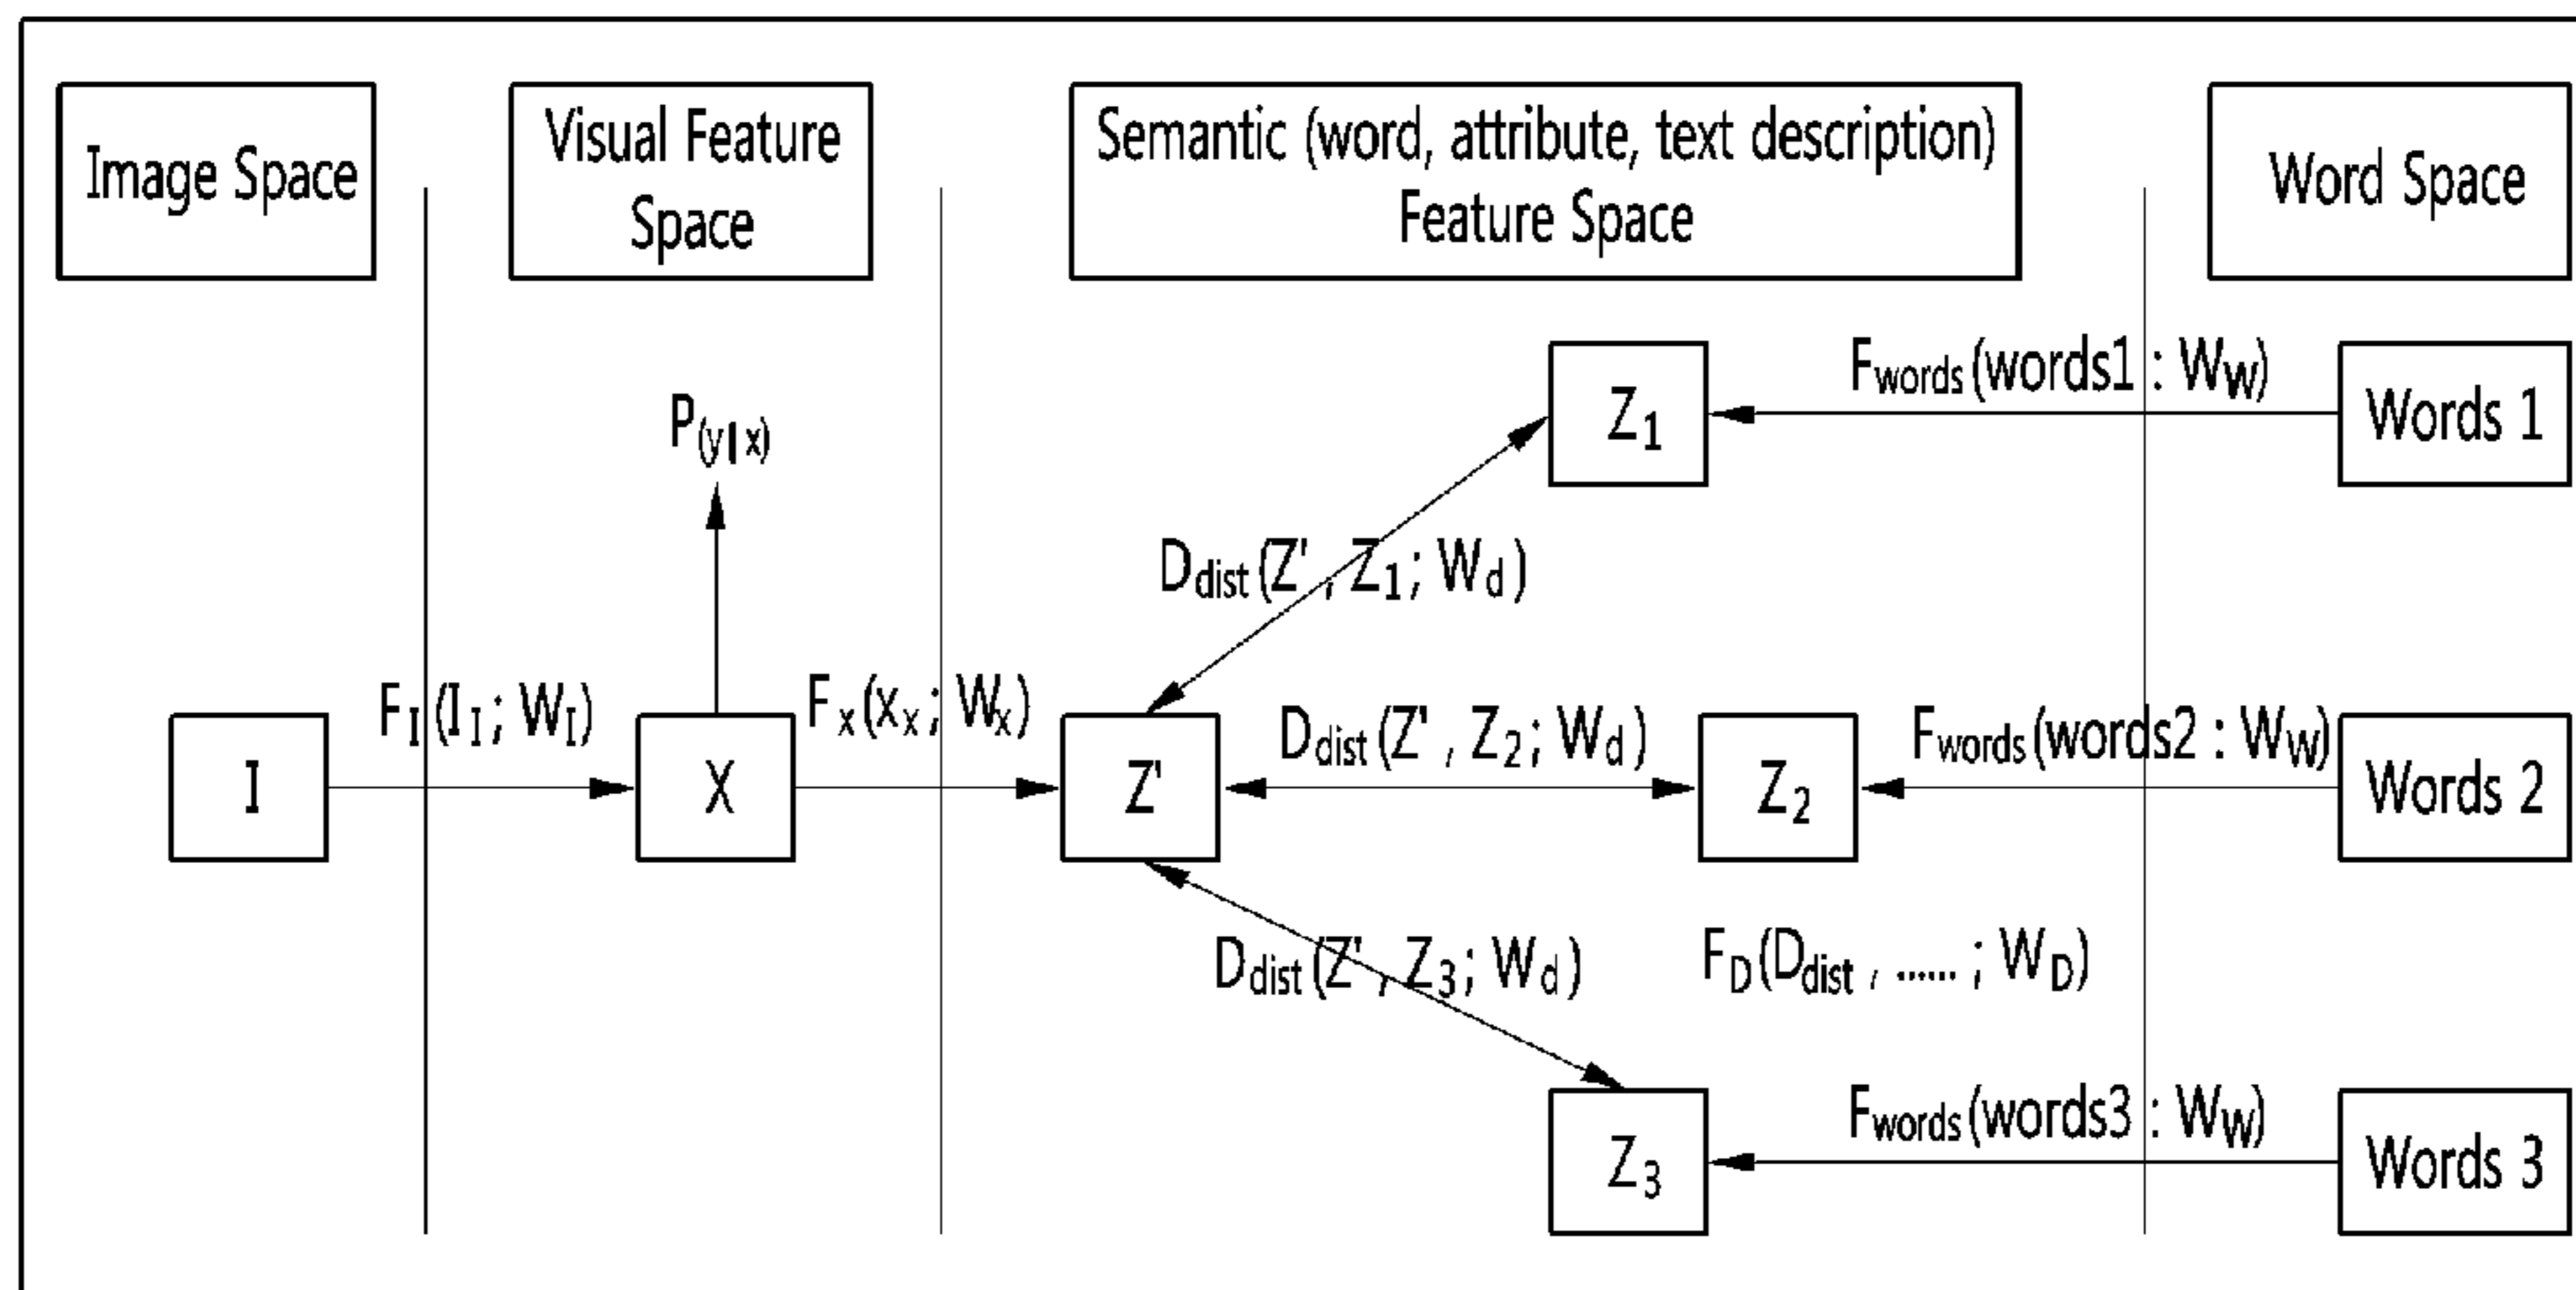 Image Space
Visual Feature
Space
Semantic (word, attribute, text description)
Feature Space
Word Space
Z1
Fwords(words1 : WW)
Words 1
P(y|x)
Ddist(Z', Z1; Wd)
I
FI(II; WI)
X
Fx(xx; Wx)
Z'
Ddist(Z', Z2; Wd)
Z2
Fwords(words2 : WW)
Words 2
Ddist(Z', Z3; Wd)
FD(Ddist, ......; WD)
Z3
Fwords(words3 : WW)
Words 3